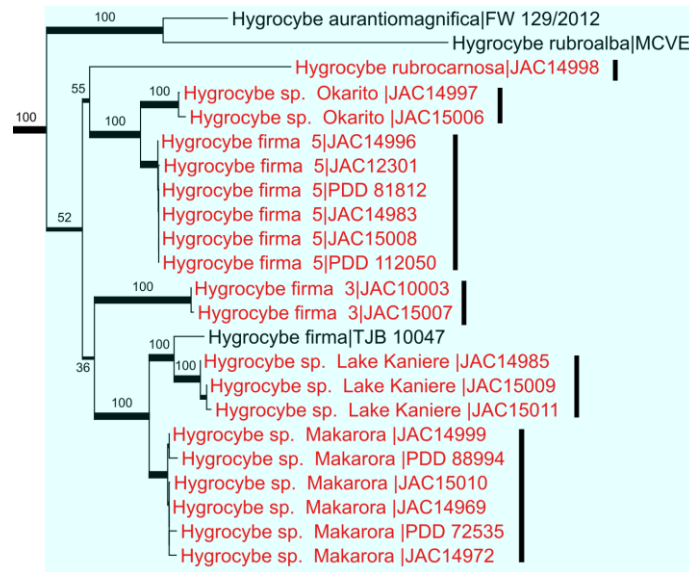 100
Hygrocybe aurantiomagnifica|FW 129/2012
Hygrocybe rubroalba|MCVE
Hygrocybe rubrocarnosa|JAC14998
55
100
Hygrocybe sp. Okarito |JAC14997
100
Hygrocybe sp. Okarito |JAC15006
100
Hygrocybe firma 5|JAC14996
Hygrocybe firma 5|JAC12301
Hygrocybe firma 5|PDD 81812
52
Hygrocybe firma 5|JAC14983
Hygrocybe firma 5|JAC15008
Hygrocybe firma 5|PDD 112050
100
Hygrocybe firma 3|JAC10003
Hygrocybe firma 3|JAC15007
100
Hygrocybe firma|TJB 10047
36
100
Hygrocybe sp. Lake Kaniere |JAC14985
Hygrocybe sp. Lake Kaniere |JAC15009
100
Hygrocybe sp. Lake Kaniere |JAC15011
Hygrocybe sp. Makarora |JAC14999
Hygrocybe sp. Makarora |PDD 88994
Hygrocybe sp. Makarora |JAC15010
Hygrocybe sp. Makarora |JAC14969
Hygrocybe sp. Makarora |PDD 72535
Hygrocybe sp. Makarora |JAC14972